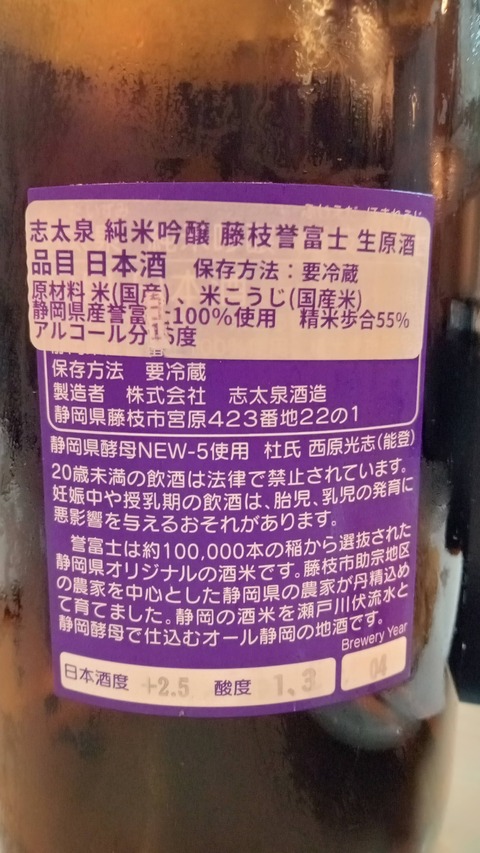 志太泉 純米吟醸 藤枝誉富士 生原酒
品目 日本酒 保存方法：要冷蔵
原材料 米(国産)、米こうじ(国産米)
静岡県産誉富士100%使用 精米歩合55%
アルコール分16度
保存方法 要冷蔵
製造者 株式会社 志太泉酒造
静岡県藤枝市宮原423番地22の1
静岡県酵母NEW-5使用 杜氏 西原光志(能登)
20歳未満の飲酒は法律で禁止されています。
妊娠中や授乳期の飲酒は、胎児、乳児の発育に
悪影響を与えるおそれがあります。
誉富士は約100,000本の稲から選抜された
静岡県オリジナルの酒米です。藤枝市助宗地区
の農家を中心とした静岡県の農家が丹精込め
て育てました。静岡の酒米を瀬戸川伏流水と
静岡酵母で仕込むオール静岡の地酒です。
Brewery Year
日本酒度 +2.5 酸度 1,3 04